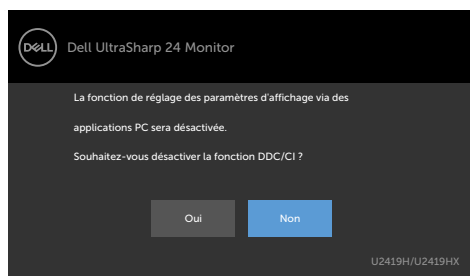 DELL
Dell UltraSharp 24 Monitor
La fonction de réglage des paramètres d'affichage via des
applications PC sera désactivée.
Souhaitez-vous désactiver la fonction DDC/CI ?
Oui
Non
U2419H/U2419HX